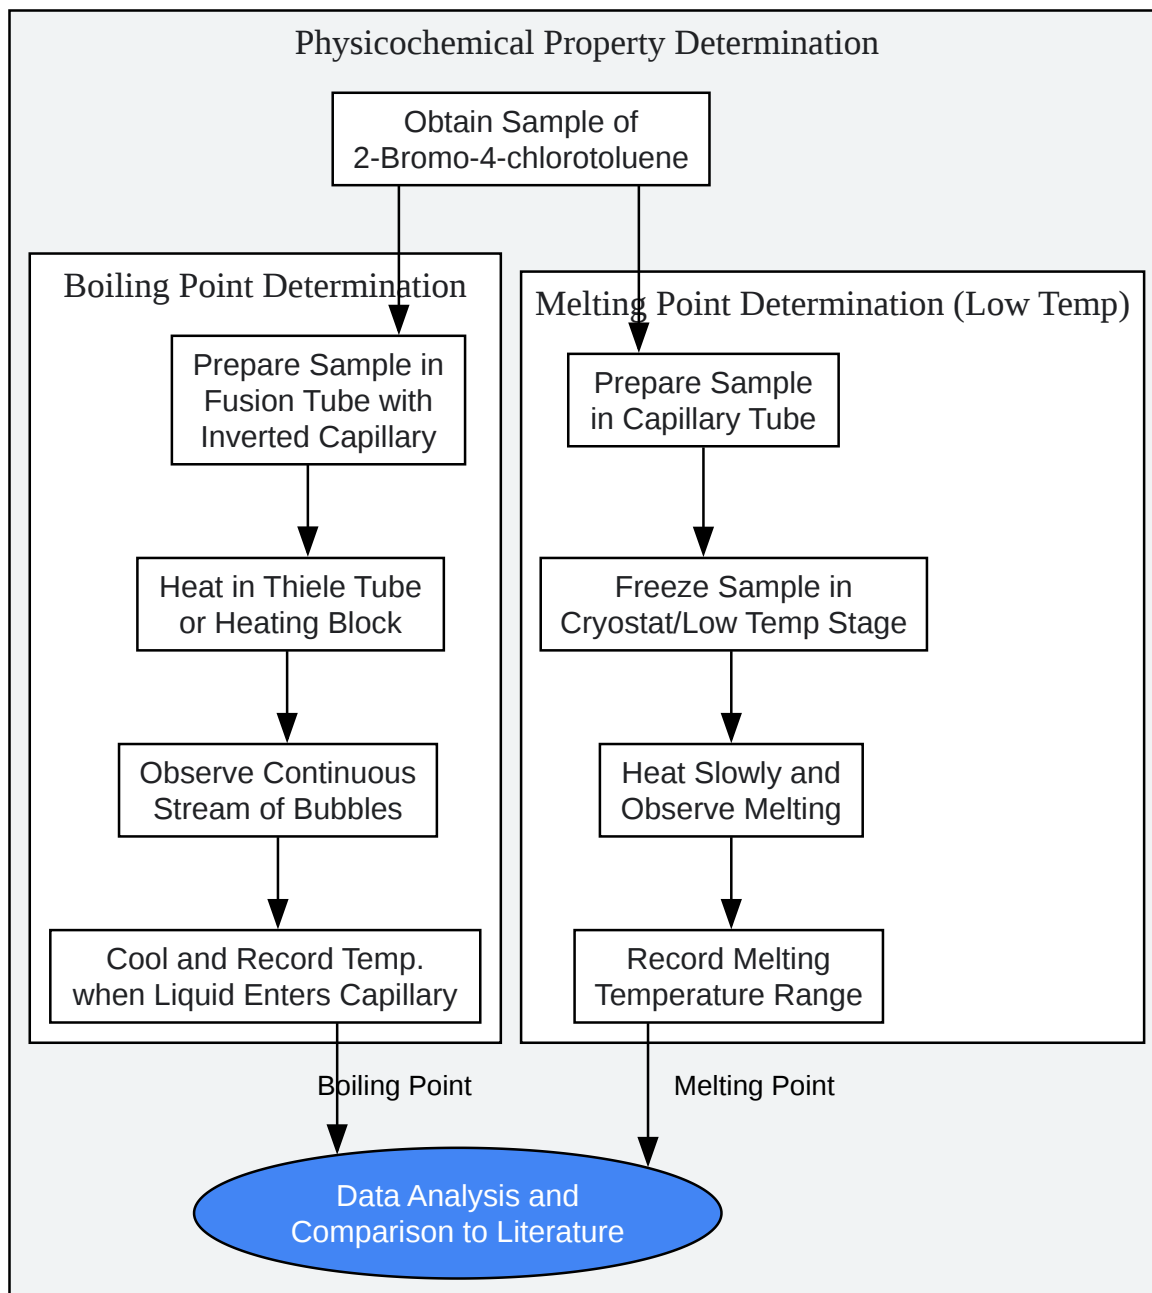 Physicochemical Property Determination
Obtain Sample of
2-Bromo-4-chlorotoluene
Boiling Point Determination
Prepare Sample in
Fusion Tube with
Inverted Capillary
Heat in Thiele Tube
or Heating Block
Observe Continuous
Stream of Bubbles
Cool and Record Temp.
when Liquid Enters Capillary
Boiling Point
Melting Point Determination (Low Temp)
Prepare Sample
in Capillary Tube
Freeze Sample in
Cryostat/Low Temp Stage
Heat Slowly and
Observe Melting
Record Melting
Temperature Range
Melting Point
Data Analysis and
Comparison to Literature